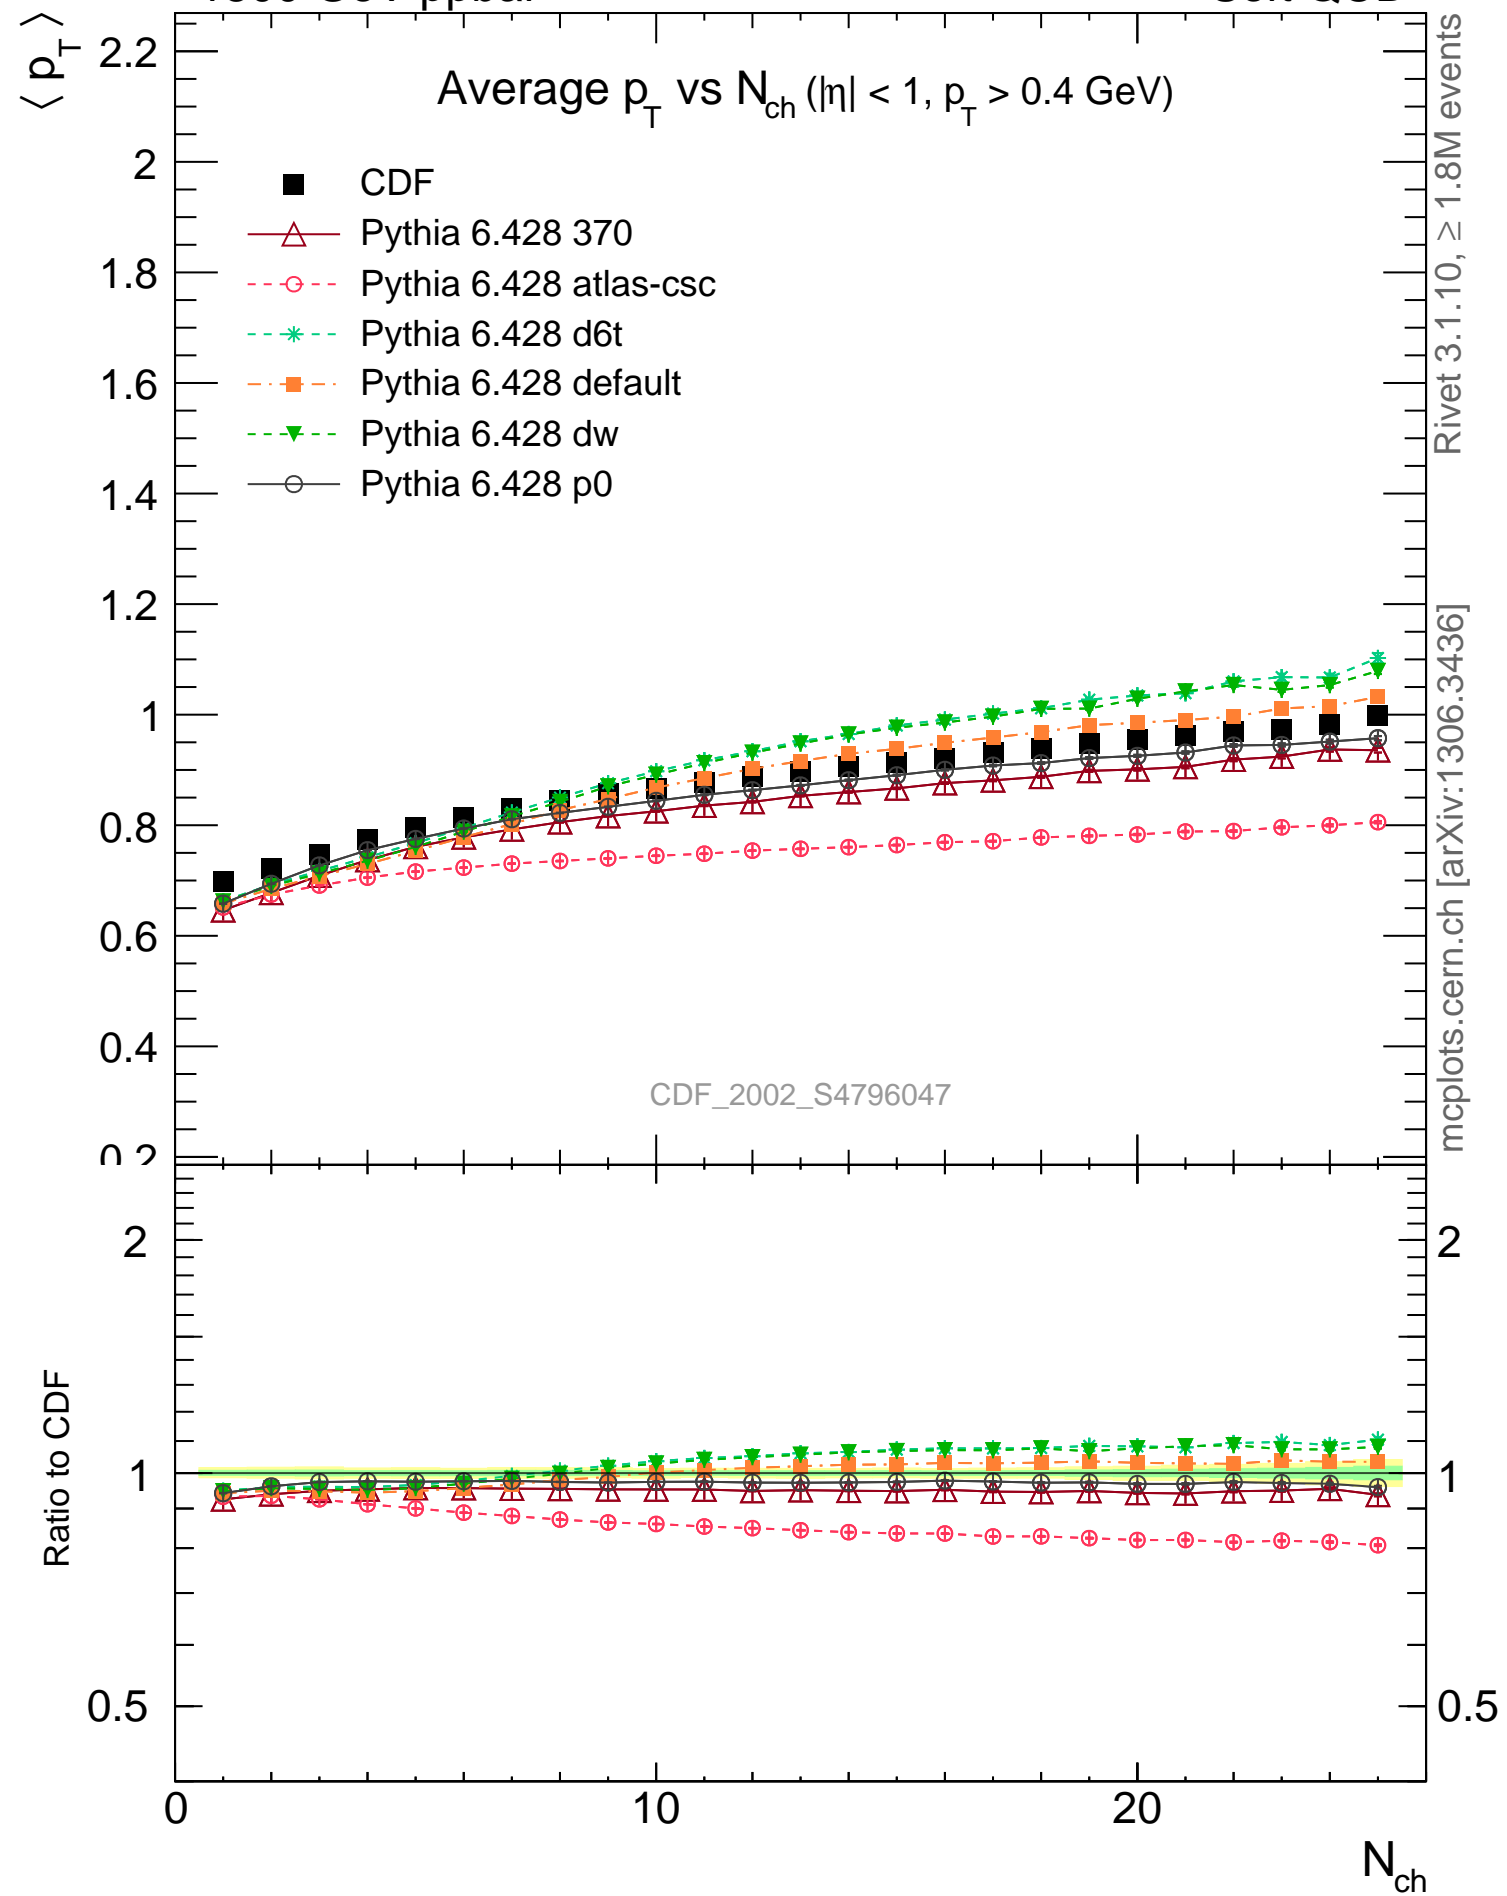 ⟨ p_T ⟩
Average p_T vs N_ch (|η| < 1, p_T > 0.4 GeV)
CDF
Pythia 6.428 370
Pythia 6.428 atlas-csc
Pythia 6.428 d6t
Pythia 6.428 default
Pythia 6.428 dw
Pythia 6.428 p0
2.2
2
1.8
1.6
1.4
1.2
1
0.8
0.6
0.4
0.2
CDF_2002_S4796047
Rivet 3.1.10, ≥ 1.8M events
mcplots.cern.ch [arXiv:1306.3436]
Ratio to CDF
2
1
0.5
2
1
0.5
0
10
20
N_ch